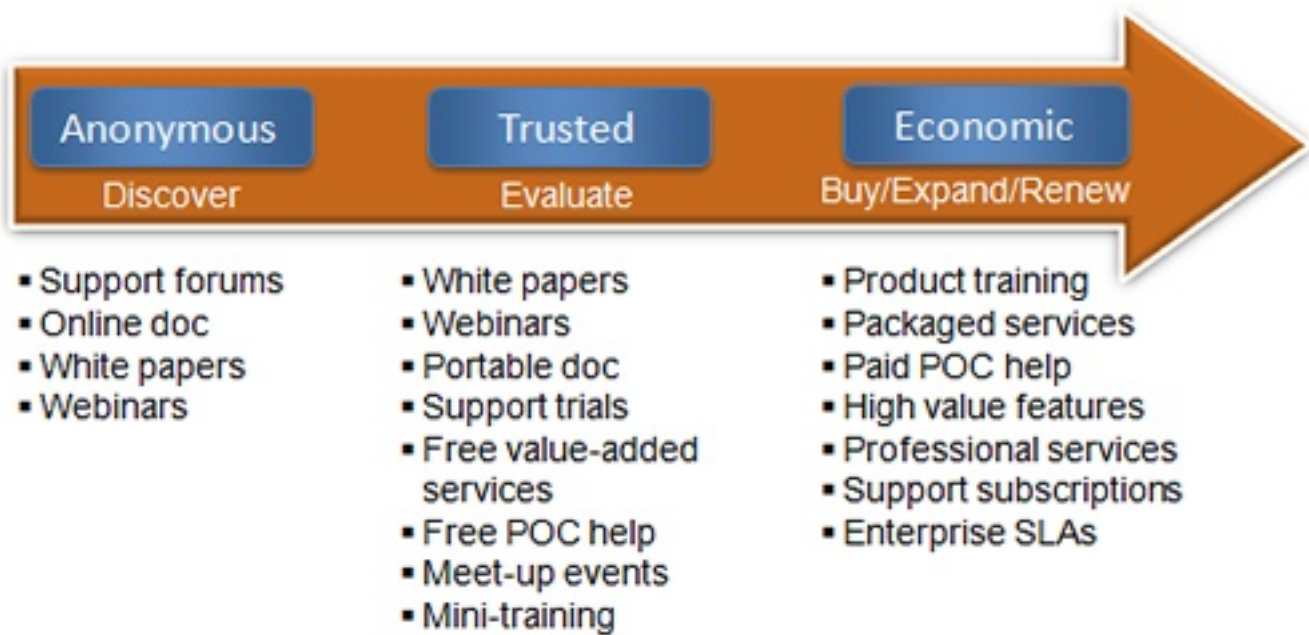 Anonymous
Discover
Trusted
Evaluate
Economic
Buy/Expand/Renew
▪ Support forums
▪ Online doc
▪ White papers
▪ Webinars
▪ White papers
▪ Webinars
▪ Portable doc
▪ Support trials
▪ Free value-added
services
▪ Free POC help
▪ Meet-up events
▪ Mini-training
▪ Product training
▪ Packaged services
▪ Paid POC help
▪ High value features
▪ Professional services
▪ Support subscriptions
▪ Enterprise SLAs